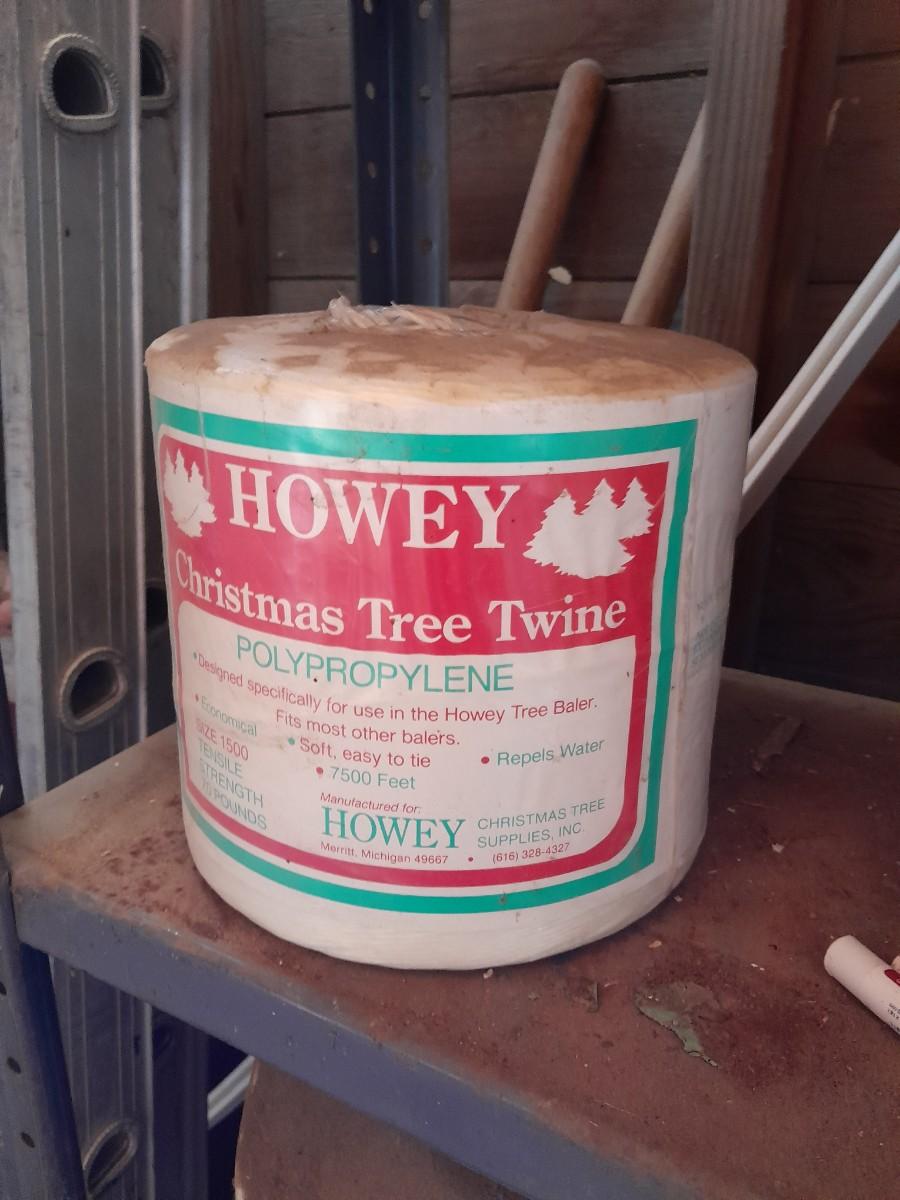 HOWEY
Christmas Tree Twine
POLYPROPYLENE
•Designed specifically for use in the Howey Tree Baler.
Fits most other balers.
•Economical
•Soft, easy to tie
•Repels Water
•7500 Feet
SIZE 1500
TENSILE
STRENGTH
POUNDS
Manufactured for:
HOWEY
CHRISTMAS TREE
SUPPLIES, INC.
Merritt, Michigan 49667 • (616) 328-4327